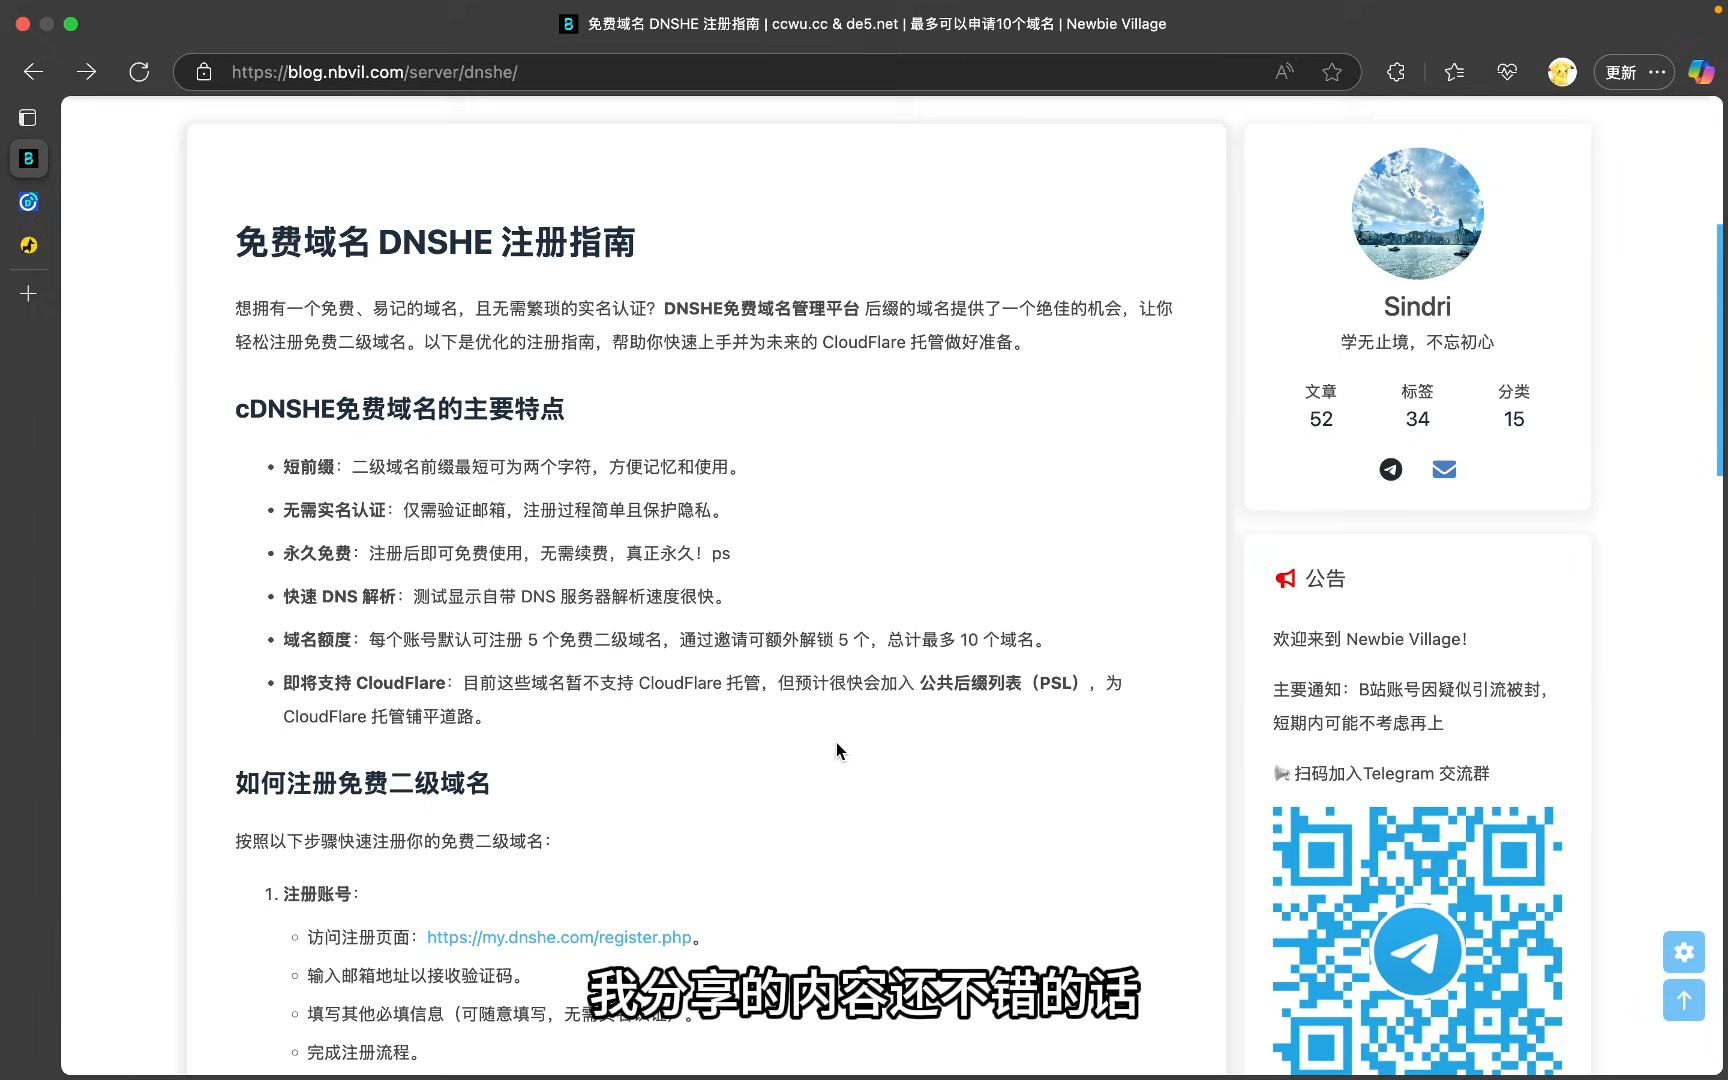 免费域名 DNSHE 注册指南 | ccwu.cc & de5.net | 最多可以申请10个域名 | Newbie Village
https://blog.nbvil.com/server/dnshe/
更新
免费域名 DNSHE 注册指南
想拥有一个免费、易记的域名，且无需繁琐的实名认证？DNSHE免费域名管理平台 后缀的域名提供了一个绝佳的机会，让你
轻松注册免费二级域名。以下是优化的注册指南，帮助你快速上手并为未来的 CloudFlare 托管做好准备。
cDNSHE免费域名的主要特点
• 短前缀：二级域名前缀最短可为两个字符，方便记忆和使用。
• 无需实名认证：仅需验证邮箱，注册过程简单且保护隐私。
• 永久免费：注册后即可免费使用，无需续费，真正永久！ps
• 快速 DNS 解析：测试显示自带 DNS 服务器解析速度很快。
• 域名额度：每个账号默认可注册 5 个免费二级域名，通过邀请可额外解锁 5 个，总计最多 10 个域名。
• 即将支持 CloudFlare：目前这些域名暂不支持 CloudFlare 托管，但预计很快会加入 公共后缀列表（PSL），为
CloudFlare 托管铺平道路。
如何注册免费二级域名
按照以下步骤快速注册你的免费二级域名：
1. 注册账号：
○ 访问注册页面：https://my.dnshe.com/register.php。
○ 输入邮箱地址以接收验证码。
○ 填写其他必填信息（可随意填写，无需
○ 完成注册流程。
我分享的内容还不错的话
Sindri
学无止境，不忘初心
文章 标签 分类
52 34 15
公告
欢迎来到 Newbie Village！
主要通知：B站账号因疑似引流被封，
短期内可能不考虑再上
扫码加入Telegram 交流群